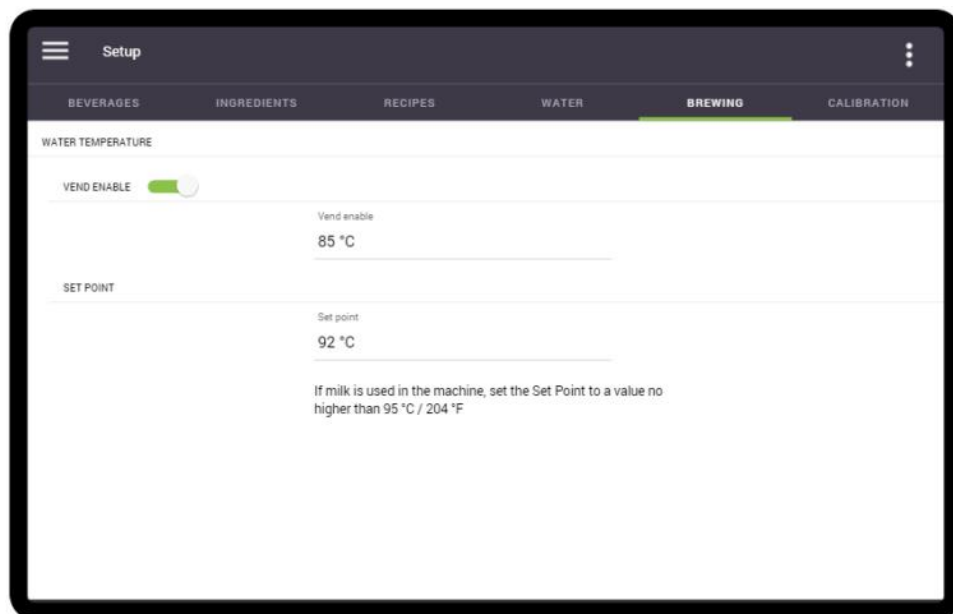 Setup
BEVERAGES INGREDIENTS RECIPES WATER BREWING CALIBRATION
WATER TEMPERATURE
VEND ENABLE
Vend enable
85 °C
SET POINT
Set point
92 °C
If milk is used in the machine, set the Set Point to a value no
higher than 95 °C / 204 °F